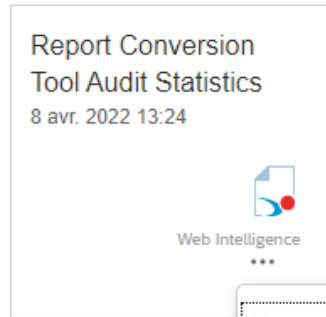 Report Conversion
Tool Audit Statistics
8 avr. 2022 13:24
Web Intelligence
•••